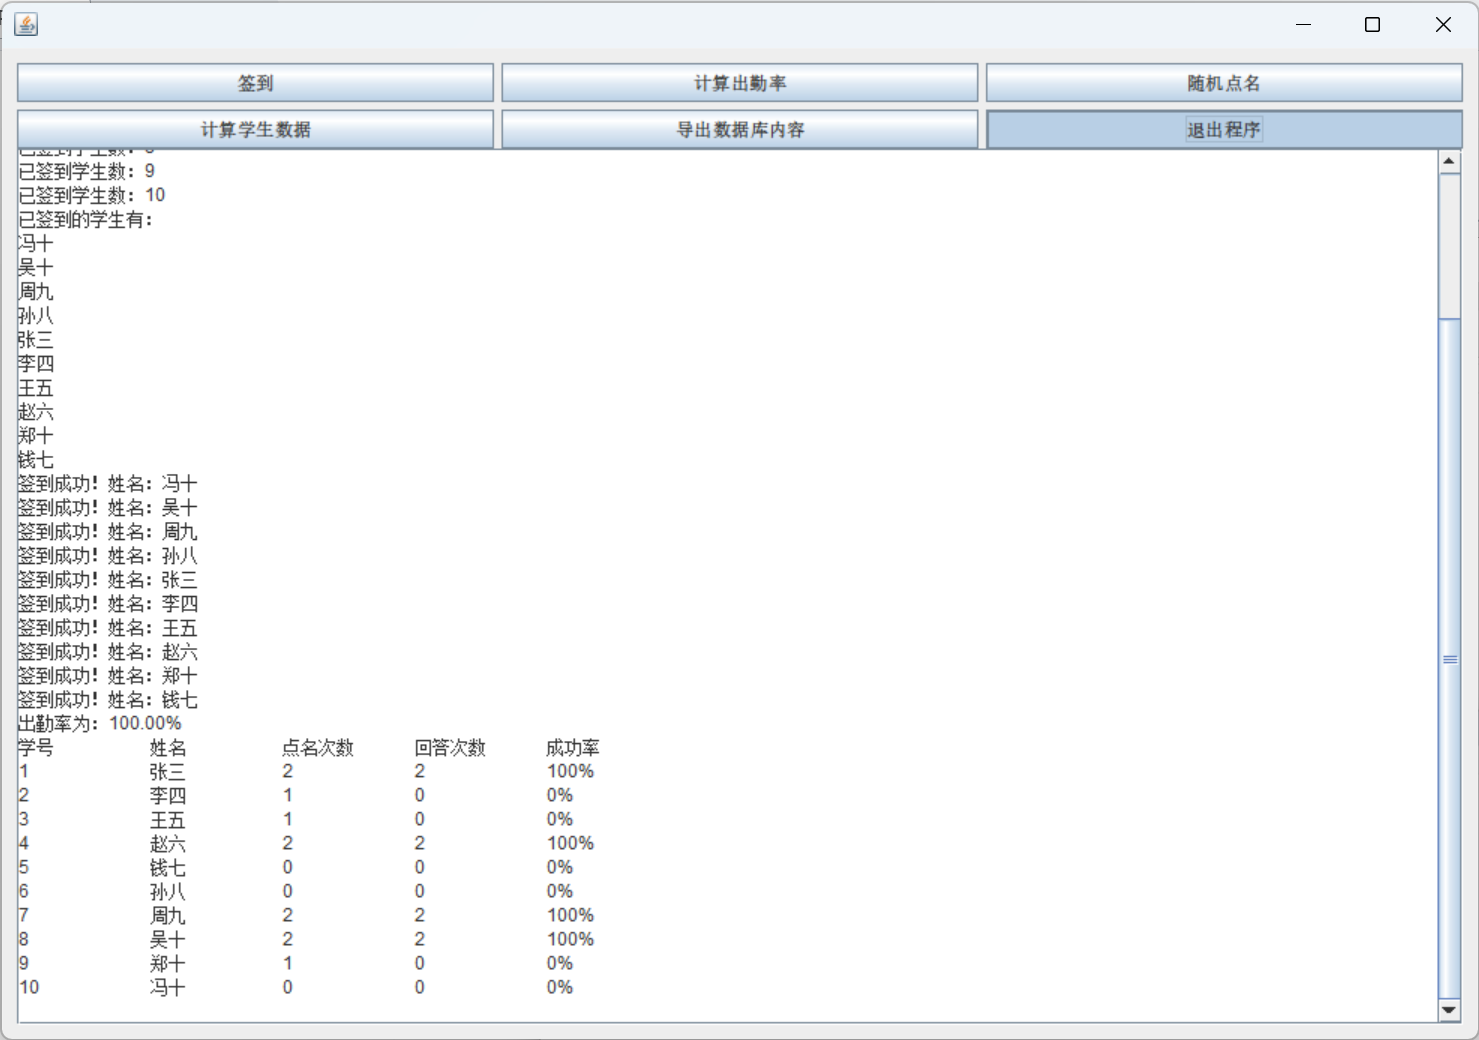 签到 计算出勤率 随机点名
计算学生数据 导出数据库内容 退出程序
已签到学生数：9
已签到学生数：10
已签到的学生有：
冯十
吴十
周九
孙八
张三
李四
王五
赵六
郑十
钱七
签到成功！姓名：冯十
签到成功！姓名：吴十
签到成功！姓名：周九
签到成功！姓名：孙八
签到成功！姓名：张三
签到成功！姓名：李四
签到成功！姓名：王五
签到成功！姓名：赵六
签到成功！姓名：郑十
签到成功！姓名：钱七
出勤率为：100.00%
学号 姓名 点名次数 回答次数 成功率
1 张三 2 2 100%
2 李四 1 0 0%
3 王五 1 0 0%
4 赵六 2 2 100%
5 钱七 0 0 0%
6 孙八 0 0 0%
7 周九 2 2 100%
8 吴十 2 2 100%
9 郑十 1 0 0%
10 冯十 0 0 0%